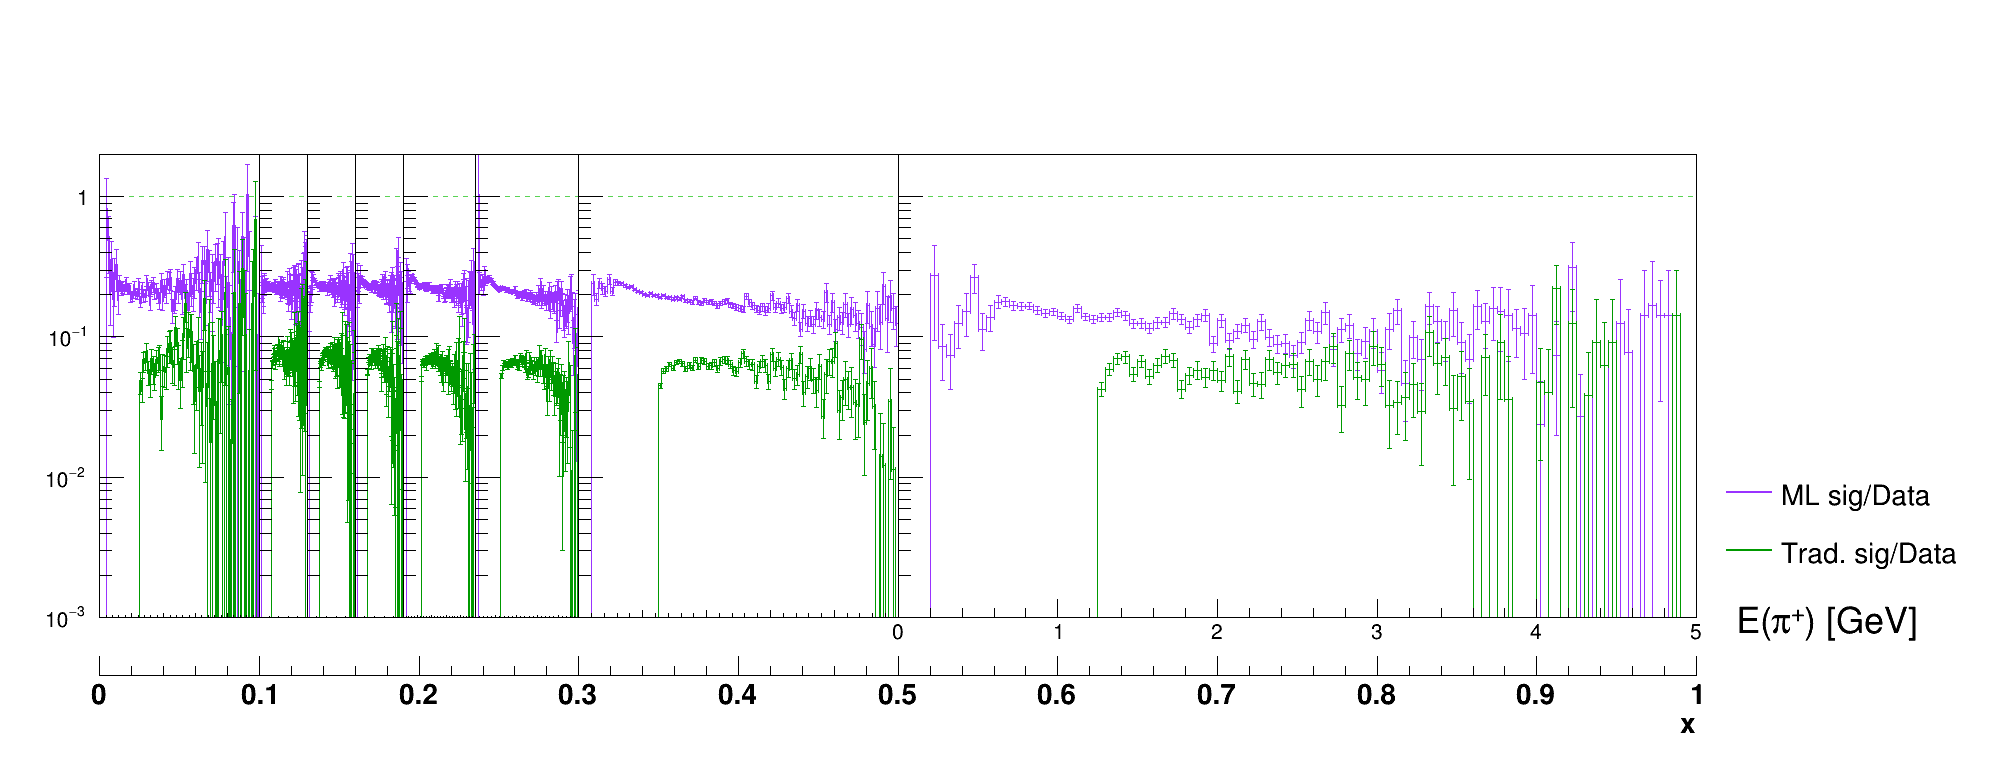 1
10⁻¹
10⁻²
10⁻³
ML sig/Data
Trad. sig/Data
0 1 2 3 4 5
E(π⁺) [GeV]
0 0.1 0.2 0.3 0.4 0.5 0.6 0.7 0.8 0.9 1
x